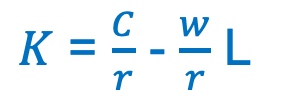 K = C/r - w/r L